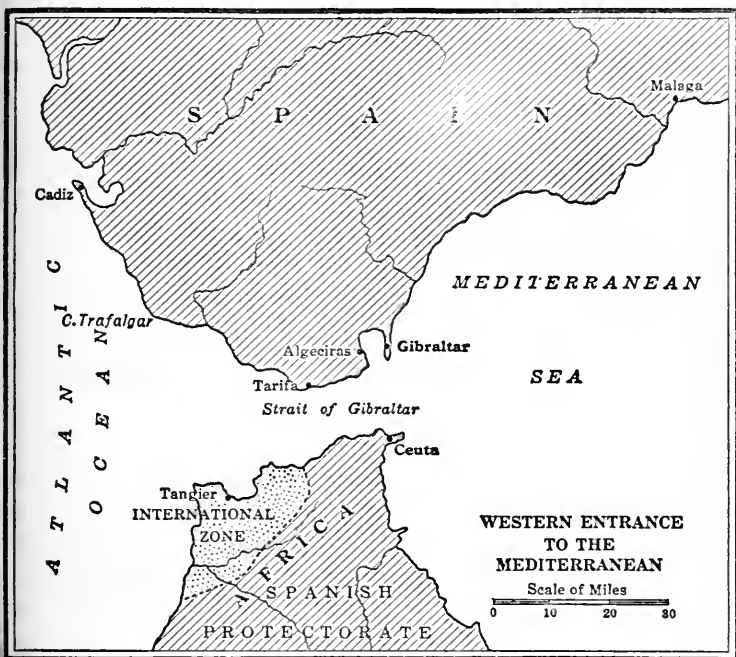 Malaga
S P A I N
Cadiz
ATLANTIC
OCEAN
C. Trafalgar
MEDITERRANEAN
SEA
Algeciras
Gibraltar
Tarifa
Strait of Gibraltar
Ceuta
Tangier
INTERNATIONAL
ZONE
AFRICA
SPANISH
PROTECTORATE
WESTERN ENTRANCE
TO THE
MEDITERRANEAN
Scale of Miles
0 10 20 30